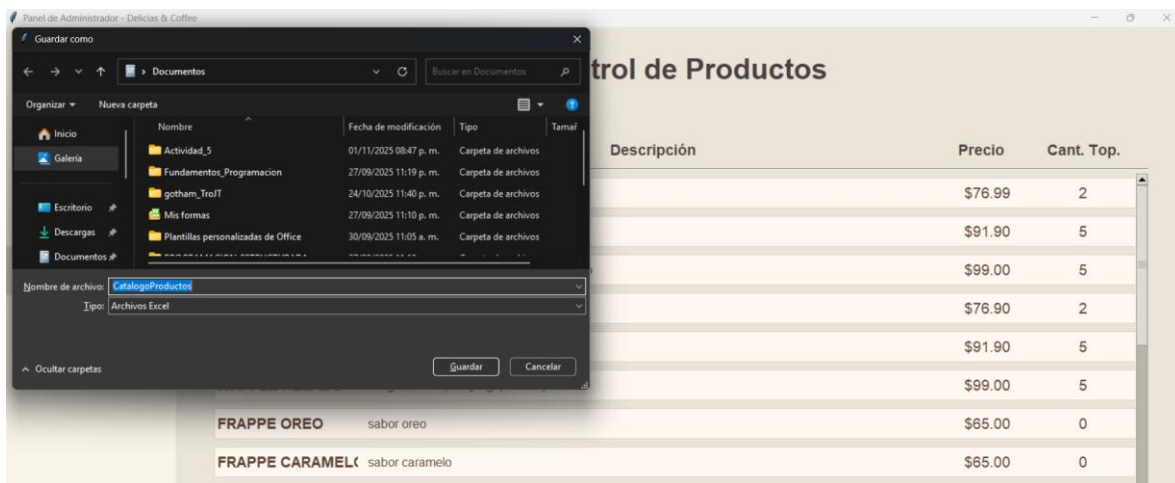 Panel de Administrador - Delicias & Coffee
Guardar como
Documentos
Buscar en Documentos
Organizar
Nueva carpeta
Inicio
Galería
Escritorio
Descargas
Documentos
Nombre Fecha de modificación Tipo Tamañ
Actividad_5 01/11/2025 08:47 p. m. Carpeta de archivos
Fundamentos_Programacion 27/09/2025 11:19 p. m. Carpeta de archivos
gotham_TroJT 24/10/2025 11:40 p. m. Carpeta de archivos
Mis formas 27/09/2025 11:10 p. m. Carpeta de archivos
Plantillas personalizadas de Office 30/09/2025 11:05 a. m. Carpeta de archivos
Nombre de archivo: CatalogoProductos
Tipo: Archivos Excel
Ocultar carpetas
Guardar
Cancelar
trol de Productos
Descripción Precio Cant. Top.
$76.99 2
$91.90 5
$99.00 5
$76.90 2
$91.90 5
$99.00 5
FRAPPE OREO sabor oreo $65.00 0
FRAPPE CARAMEL( sabor caramelo $65.00 0